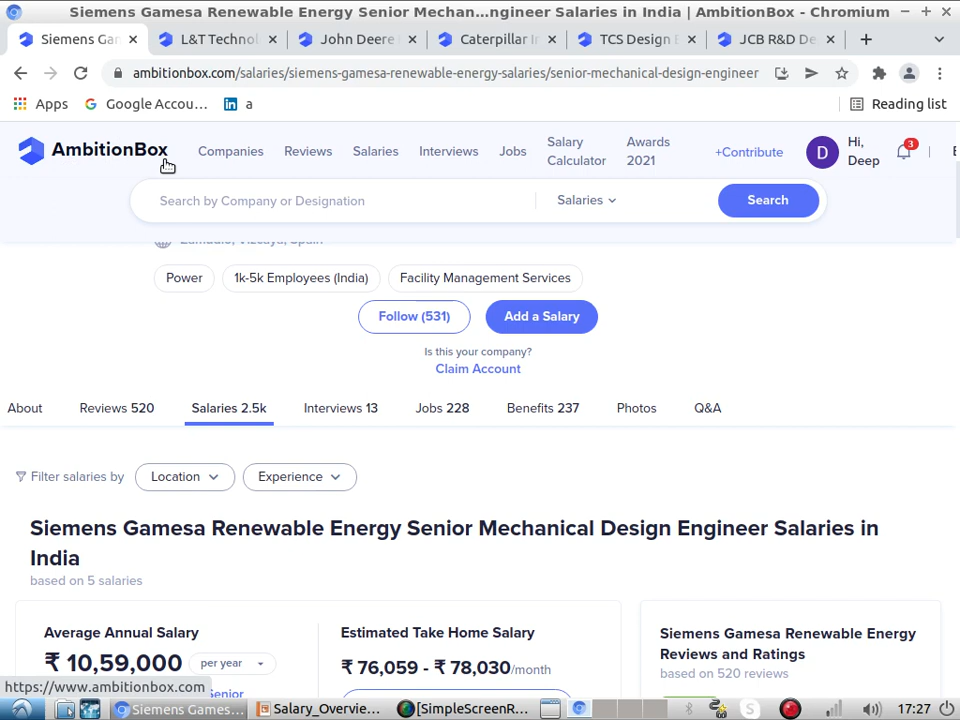 Siemens Gamesa Renewable Energy Senior Mechan...ngineer Salaries in India | AmbitionBox - Chromium
Siemens Gam
L&T Technol
John Deere
Caterpillar In
TCS Design E
JCB R&D De
ambitionbox.com/salaries/siemens-gamesa-renewable-energy-salaries/senior-mechanical-design-engineer
Apps
Google Accou...
a
Reading list
AmbitionBox
Companies
Reviews
Salaries
Interviews
Jobs
Salary
Calculator
Awards
2021
+Contribute
D
Hi,
Deep
3
Search by Company or Designation
Salaries
Search
Zamudio, Vizcaya, Spain
Power
1k-5k Employees (India)
Facility Management Services
Follow (531)
Add a Salary
Is this your company?
Claim Account
About
Reviews 520
Salaries 2.5k
Interviews 13
Jobs 228
Benefits 237
Photos
Q&A
Filter salaries by
Location
Experience
Siemens Gamesa Renewable Energy Senior Mechanical Design Engineer Salaries in
India
based on 5 salaries
Average Annual Salary
₹ 10,59,000
per year
Estimated Take Home Salary
₹ 76,059 - ₹ 78,030/month
Siemens Gamesa Renewable Energy
Reviews and Ratings
based on 520 reviews
Senior
https://www.ambitionbox.com
Siemens Games...
Salary_Overvie...
[SimpleScreenR...
17:27